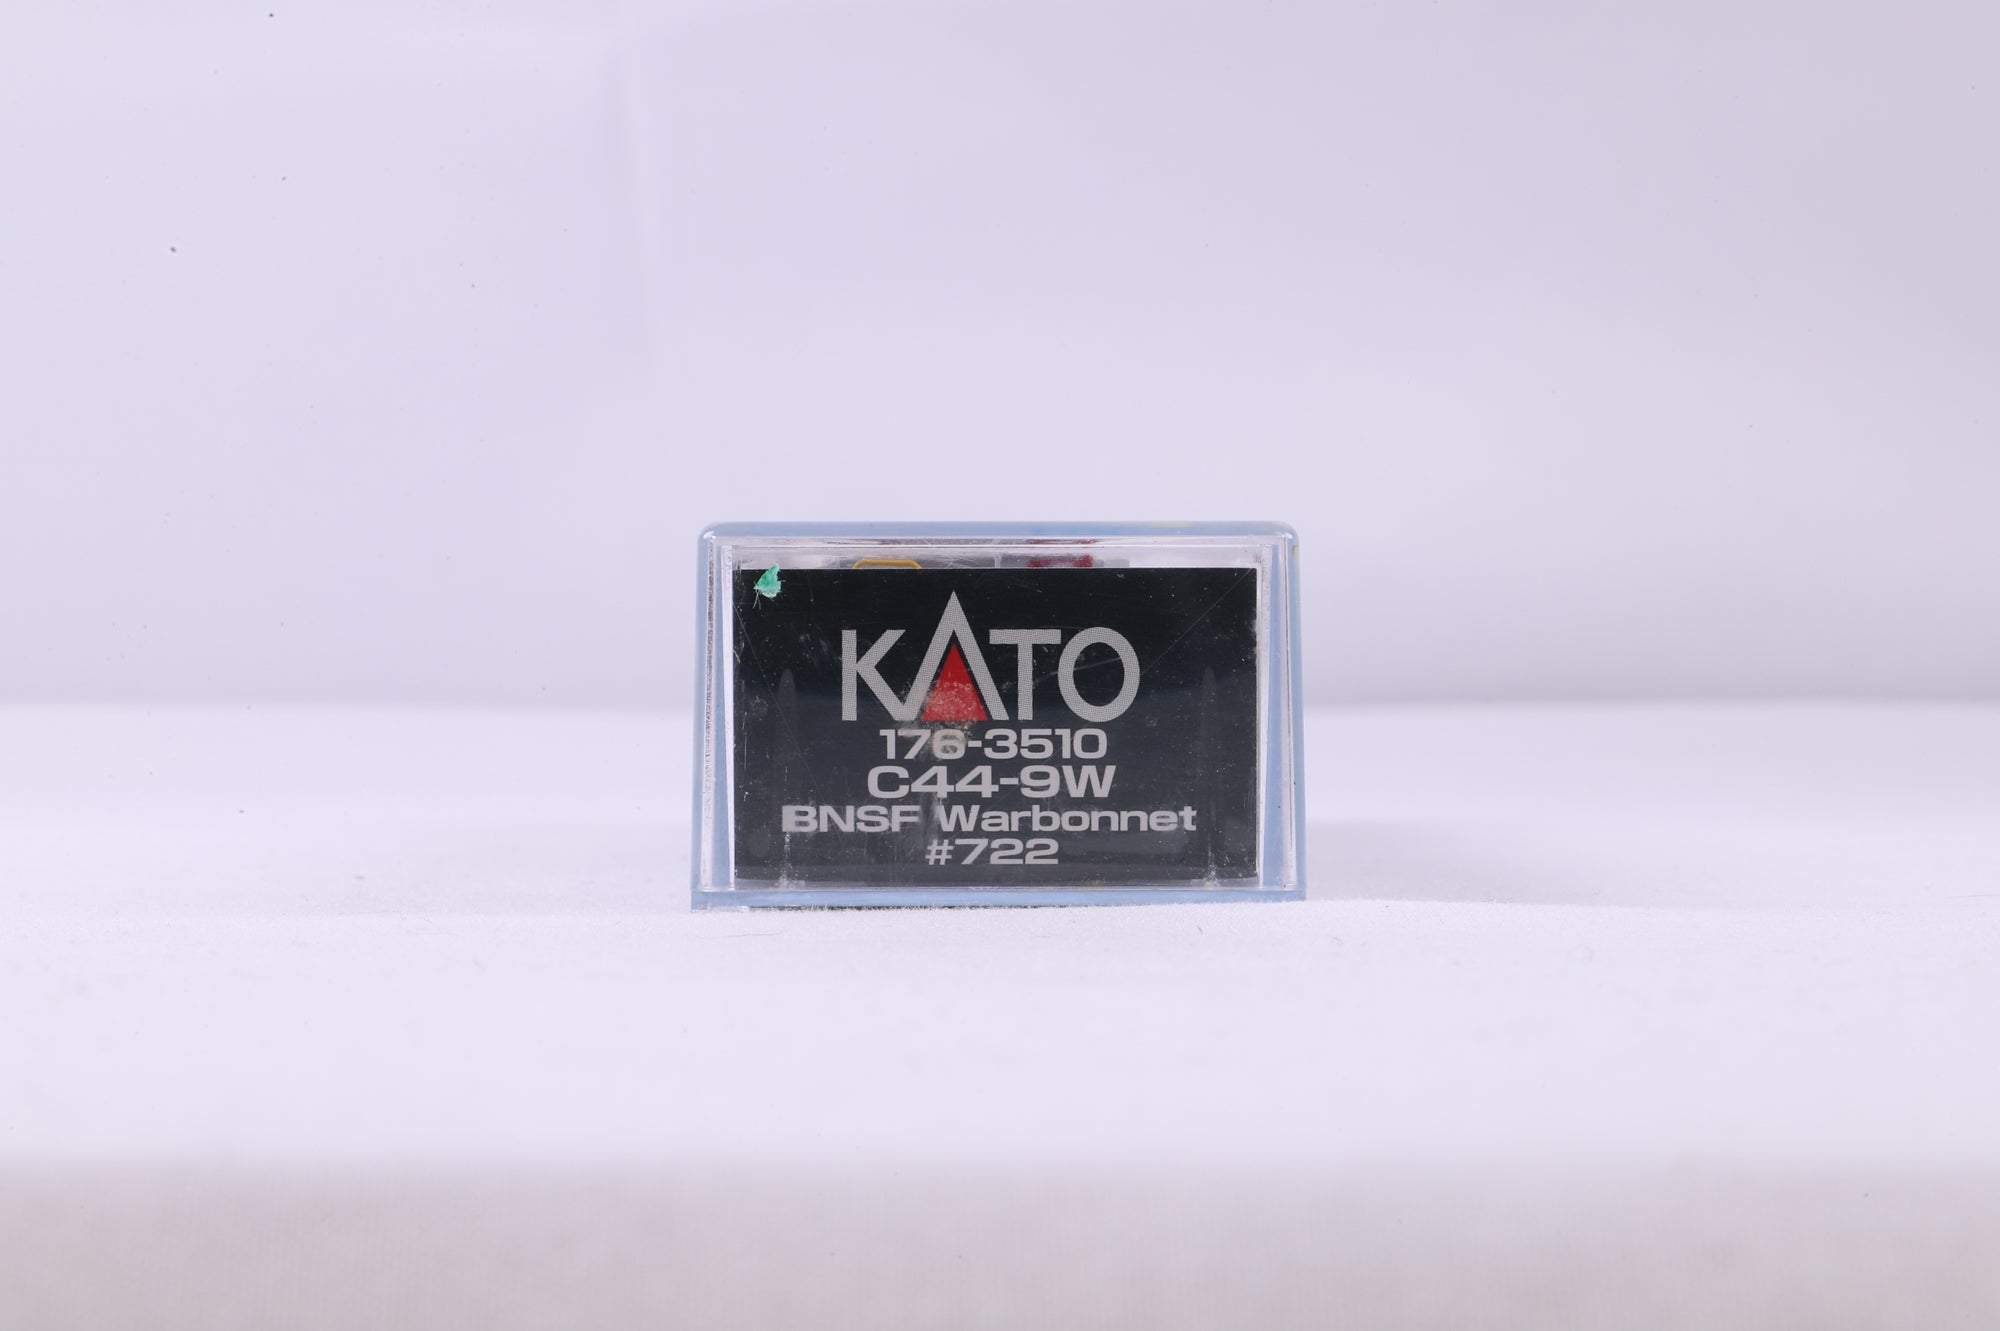 KATO
176-3510
C44-9W
BNSF Warbonnet
#722